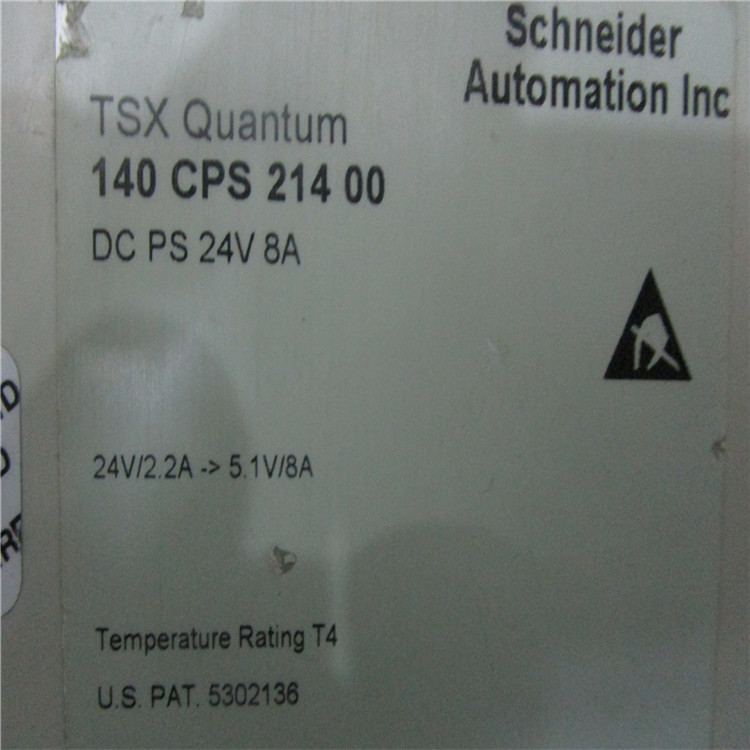 Schneider
Automation Inc
TSX Quantum
140 CPS 214 00
DC PS 24V 8A
24V/2.2A -> 5.1V/8A
Temperature Rating T4
U.S. PAT. 5302136